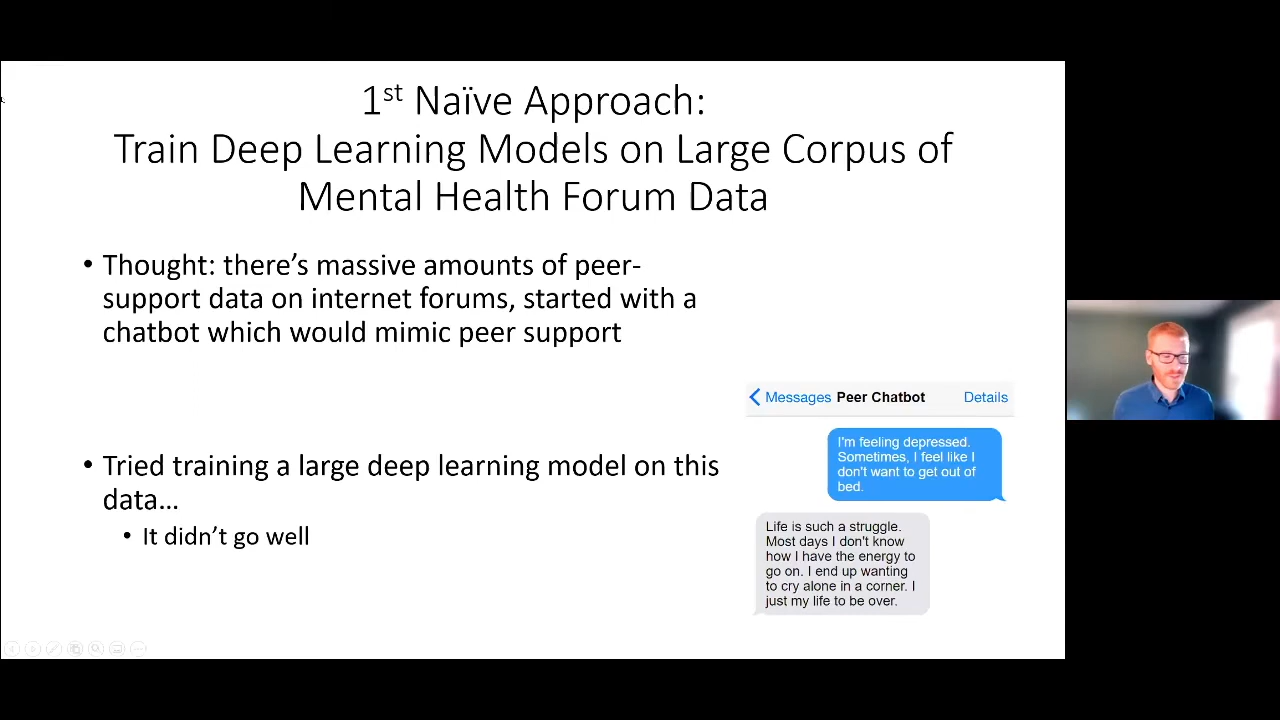 1st Naïve Approach:
Train Deep Learning Models on Large Corpus of
Mental Health Forum Data
• Thought: there's massive amounts of peer-
support data on internet forums, started with a
chatbot which would mimic peer support
• Tried training a large deep learning model on this
data...
• It didn't go well
Messages Peer Chatbot Details
I'm feeling depressed.
Sometimes, I feel like I
don't want to get out of
bed.
Life is such a struggle.
Most days I don't know
how I have the energy to
go on. I end up wanting
to cry alone in a corner. I
just my life to be over.